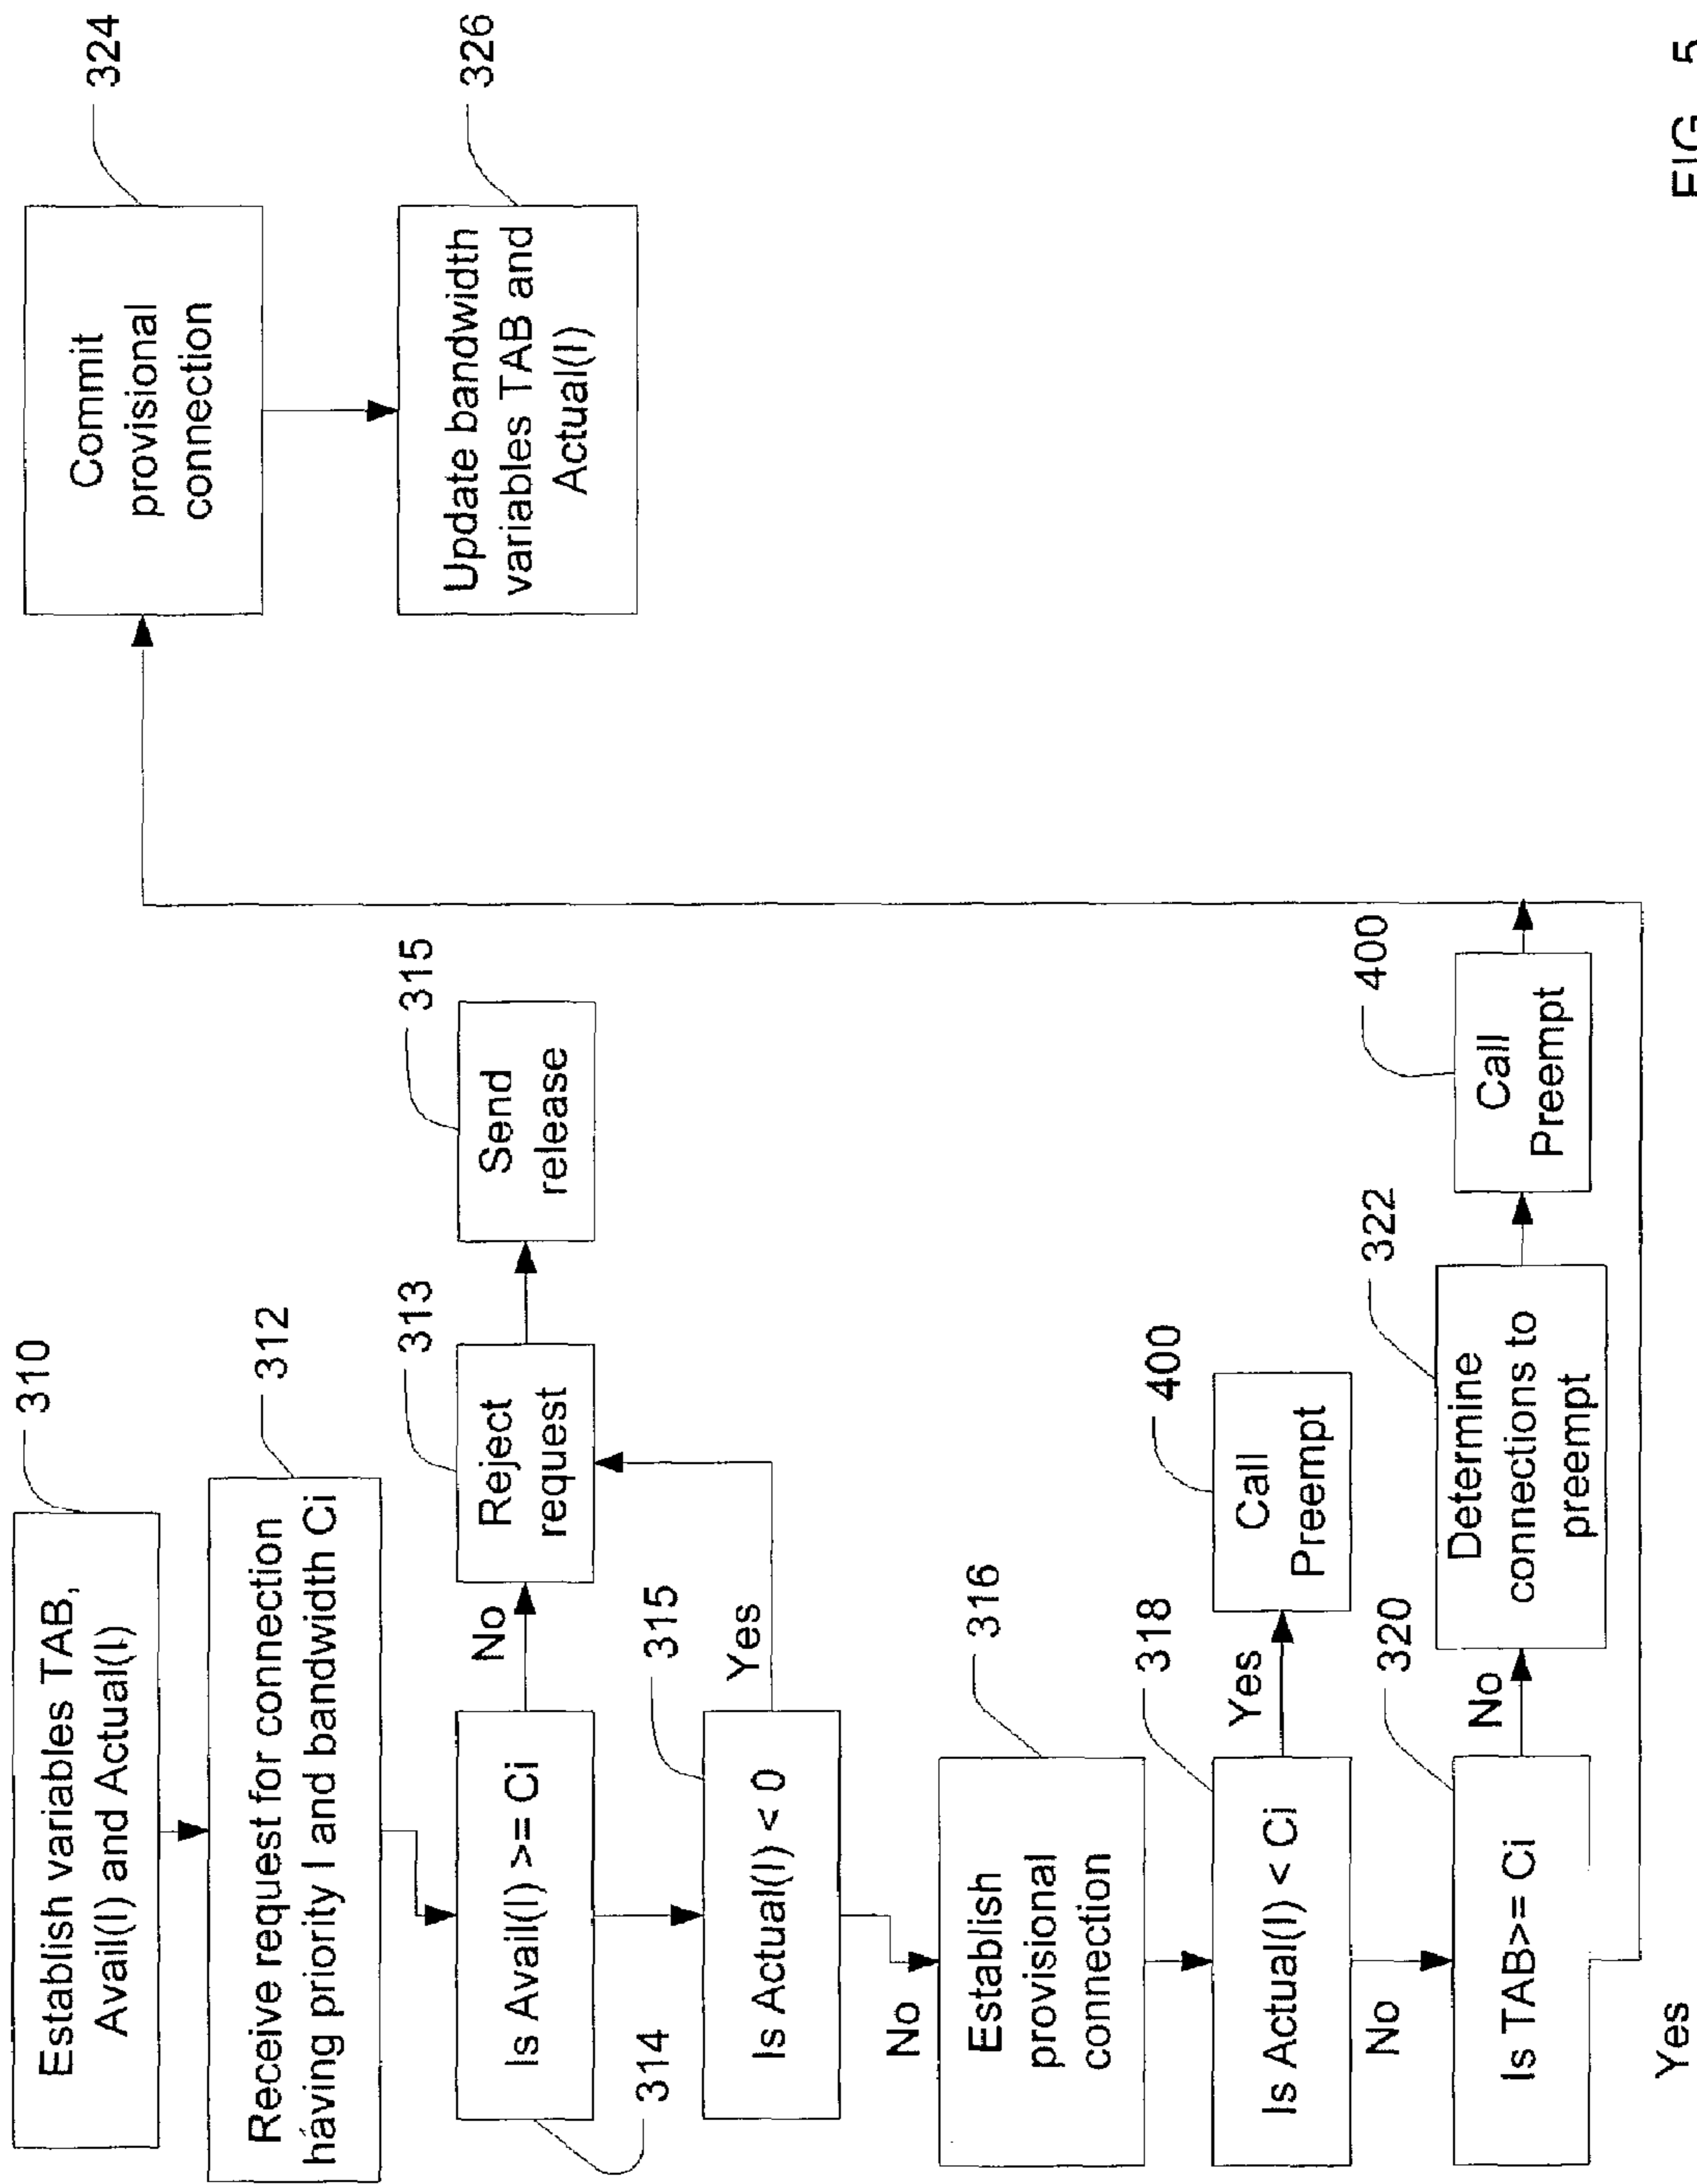 310
Establish variables TAB,
Avail(I) and Actual(I)
312
Receive request for connection
having priority I and bandwidth Ci
314
Is Avail(I) >= Ci
No
313
Reject
request
315
Send
release
315
Is Actual(I) < 0
Yes
No
316
Establish
provisional
connection
318
Is Actual(I) < Ci
Yes
400
Call
Preempt
No
320
Is TAB>= Ci
No
322
Determine
connections to
preempt
400
Call
Preempt
Yes
324
Commit
provisional
connection
326
Update bandwidth
variables TAB and
Actual(I)
FIG. 5